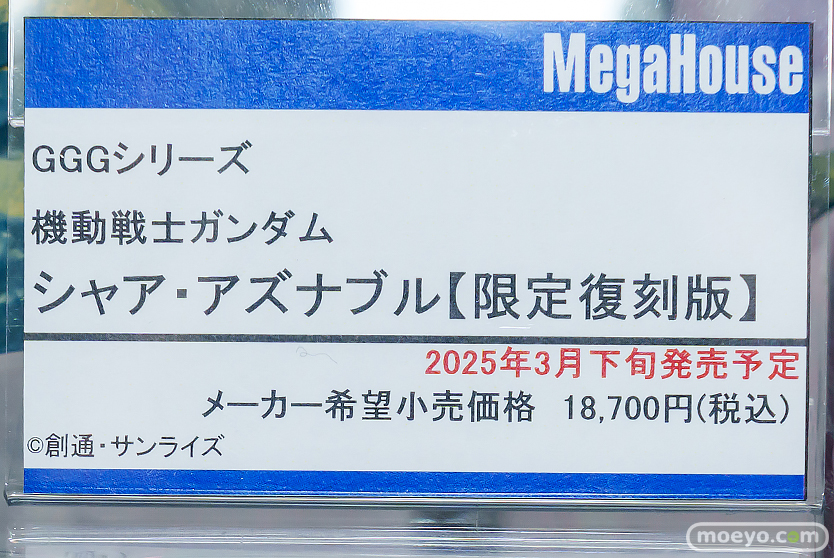 MegaHouse
GGGシリーズ
機動戦士ガンダム
シャア・アズナブル【限定復刻版】
2025年3月下旬発売予定
メーカー希望小売価格 18,700円(税込)
©創通・サンライズ
moeyo.com